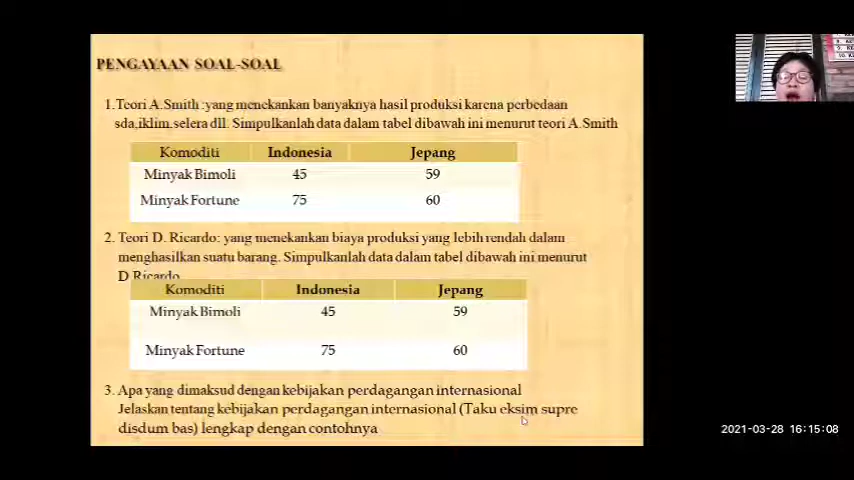 PENGAYAAN SOAL-SOAL
1.Teori A.Smith :yang menekankan banyaknya hasil produksi karena perbedaan
sda,iklim,selera dll. Simpulkanlah data dalam tabel dibawah ini menurut teori A.Smith
Komoditi Indonesia Jepang
Minyak Bimoli 45 59
Minyak Fortune 75 60
2. Teori D. Ricardo: yang menekankan biaya produksi yang lebih rendah dalam
menghasilkan suatu barang. Simpulkanlah data dalam tabel dibawah ini menurut
D Ricardo
Komoditi Indonesia Jepang
Minyak Bimoli 45 59
Minyak Fortune 75 60
3. Apa yang dimaksud dengan kebijakan perdagangan internasional
Jelaskan tentang kebijakan perdagangan internasional (Taku eksim supre
disdum bas) lengkap dengan contohnya
2021-03-28 16:15:08